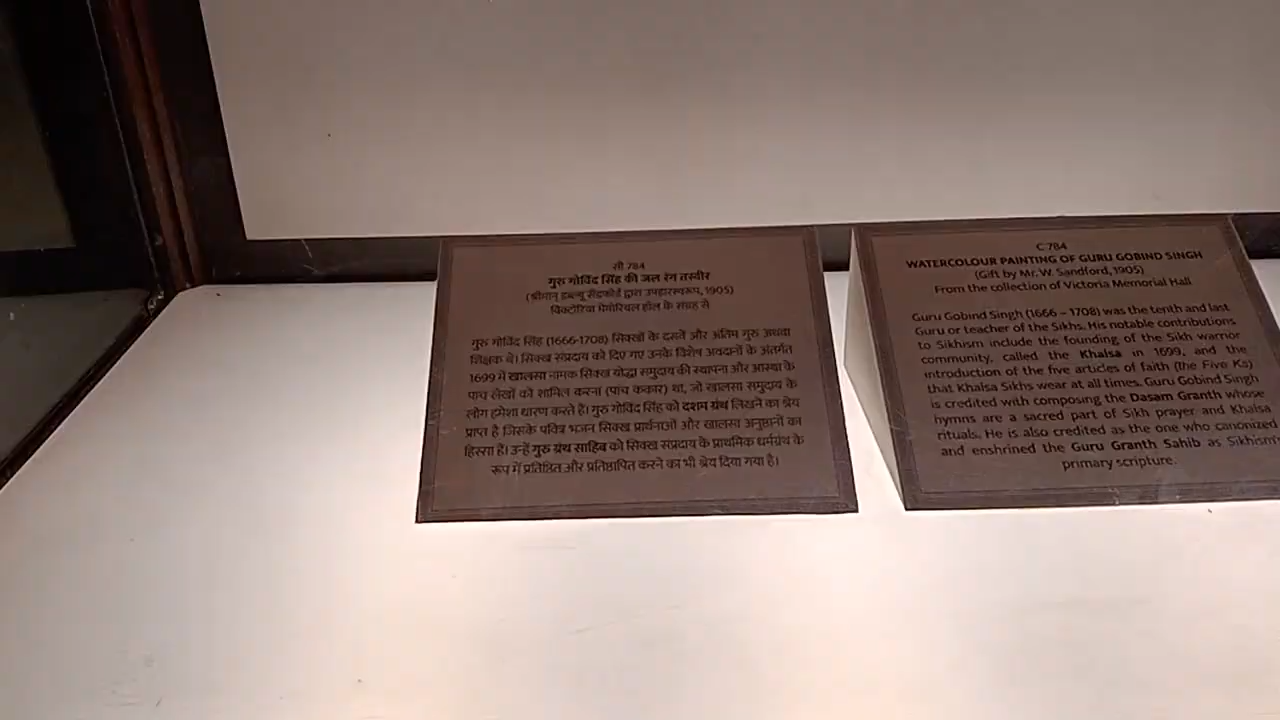 सी 784
गुरु गोविंद सिंह की जल रंग तस्वीर
(श्रीमान् डब्ल्यू सैंडफोर्ड द्वारा उपहारस्वरूप, 1905)
विक्टोरिया मेमोरियल हॉल के संग्रह से
गुरु गोविंद सिंह (1666-1708) सिक्खों के दसवें और अंतिम गुरु अथवा
शिक्षक थे। सिक्ख संप्रदाय को दिए गए उनके विशेष अवदानों के अंतर्गत
1699 में खालसा नामक सिक्ख योद्धा समुदाय की स्थापना और आस्था के
पाच लेखों को शामिल करना (पाच ककार) था, जो खालसा समुदाय के
लोग हमेशा धारण करते हैं। गुरु गोविंद सिंह को दशम ग्रंथ लिखने का श्रेय
प्राप्त है जिसके पवित्र भजन सिक्ख प्रार्थनाओं और खालसा अनुष्ठानों का
हिस्सा हैं। उन्हें गुरु ग्रंथ साहिब को सिक्ख संप्रदाय के प्राथमिक धर्मग्रंथ के
रूप में प्रतिष्ठित और प्रतिष्ठापित करने का भी श्रेय दिया गया है।
C 784
WATERCOLOUR PAINTING OF GURU GOBIND SINGH
(Gift by Mr. W. Sandford, 1905)
From the collection of Victoria Memorial Hall
Guru Gobind Singh (1666 – 1708) was the tenth and last
Guru or teacher of the Sikhs. His notable contributions
to Sikhism include the founding of the Sikh warrior
community, called the Khalsa in 1699, and the
introduction of the five articles of faith (the Five Ks)
that Khalsa Sikhs wear at all times. Guru Gobind Singh
is credited with composing the Dasam Granth whose
hymns are a sacred part of Sikh prayer and Khalsa
rituals. He is also credited as the one who canonized
and enshrined the Guru Granth Sahib as Sikhism's
primary scripture.